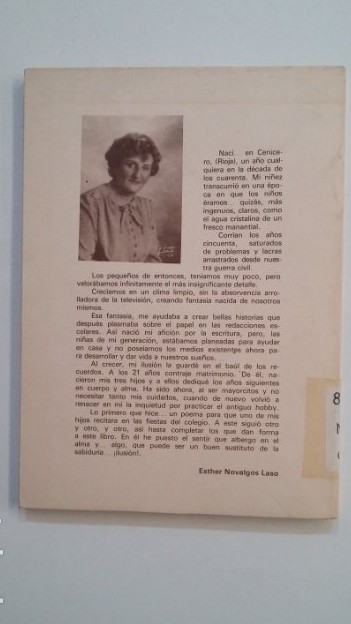 Nací... en Cenice-
ro, (Rioja), un año cual-
quiera en la década de
los cuarenta. Mi niñez
transcurrió en una épo-
ca en que los niños
éramos... quizás, más
ingenuos, claros, como
el agua cristalina de un
fresco manantial.
Corrían los años
cincuenta, saturados
de problemas y lacras
arrastrados desde nues-
tra guerra civil.
Los pequeños de entonces, teníamos muy poco, pero
valorábamos infinitamente el más insignificante detalle.
Crecíamos en un clima limpio, sin la absorvencia arro-
lladora de la televisión, creando fantasía nacida de nosotros
mismos.
Esa fantasía, me ayudaba a crear bellas historias que
después plasmaba sobre el papel en las redacciones es-
colares. Así nació mi afición por la escritura, pero, las
niñas de mi generación, estábamos planeadas para ayudar
en casa y no poseíamos los medios existentes ahora pa-
ra desarrollar y dar vida a nuestros sueños.
Al crecer, mi ilusión la guardé en el baúl de los re-
cuerdos. A los 21 años contraje matrimonio. De él, na-
cieron mis tres hijos y a ellos dediqué los años siguientes
en cuerpo y alma. Ha sido ahora, al ser mayorcitos y no
necesitar tanto mis cuidados, cuando de nuevo volvió a
renacer en mí la inquietud por practicar el antiguo hobby.
Lo primero que hice... un poema para que uno de mis
hijos recitara en las fiestas del colegio. A este siguió otro
y otro, y otro, así hasta completar los que dan forma
a este libro. En él he puesto el sentir que albergo en el
alma y... algo, que puede ser un buen sustituto de la
sabiduría... ¡Ilusión!.
Esther Novalgos Laso
8